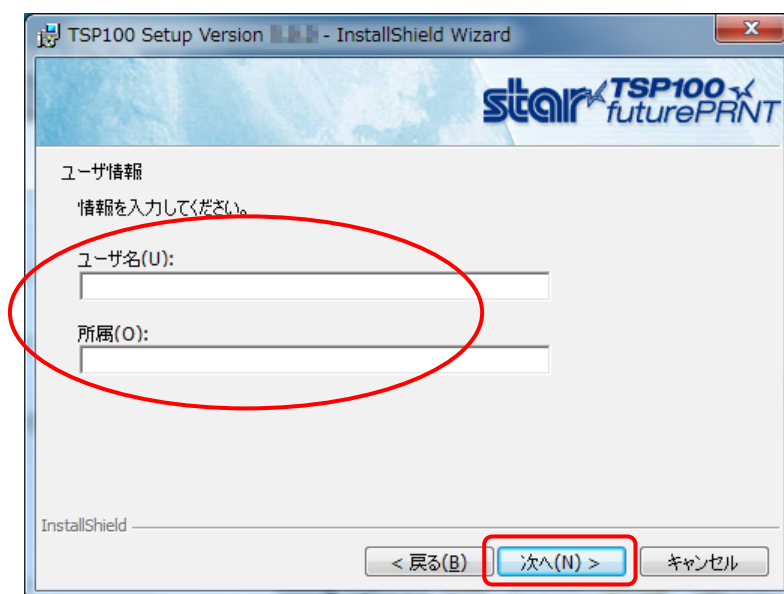 TSP100 Setup Version - InstallShield Wizard
star TSP100
futurePRNT
ユーザ情報
情報を入力してください。
ユーザ名(U):
所属(O):
InstallShield
< 戻る(B)
次へ(N) >
キャンセル